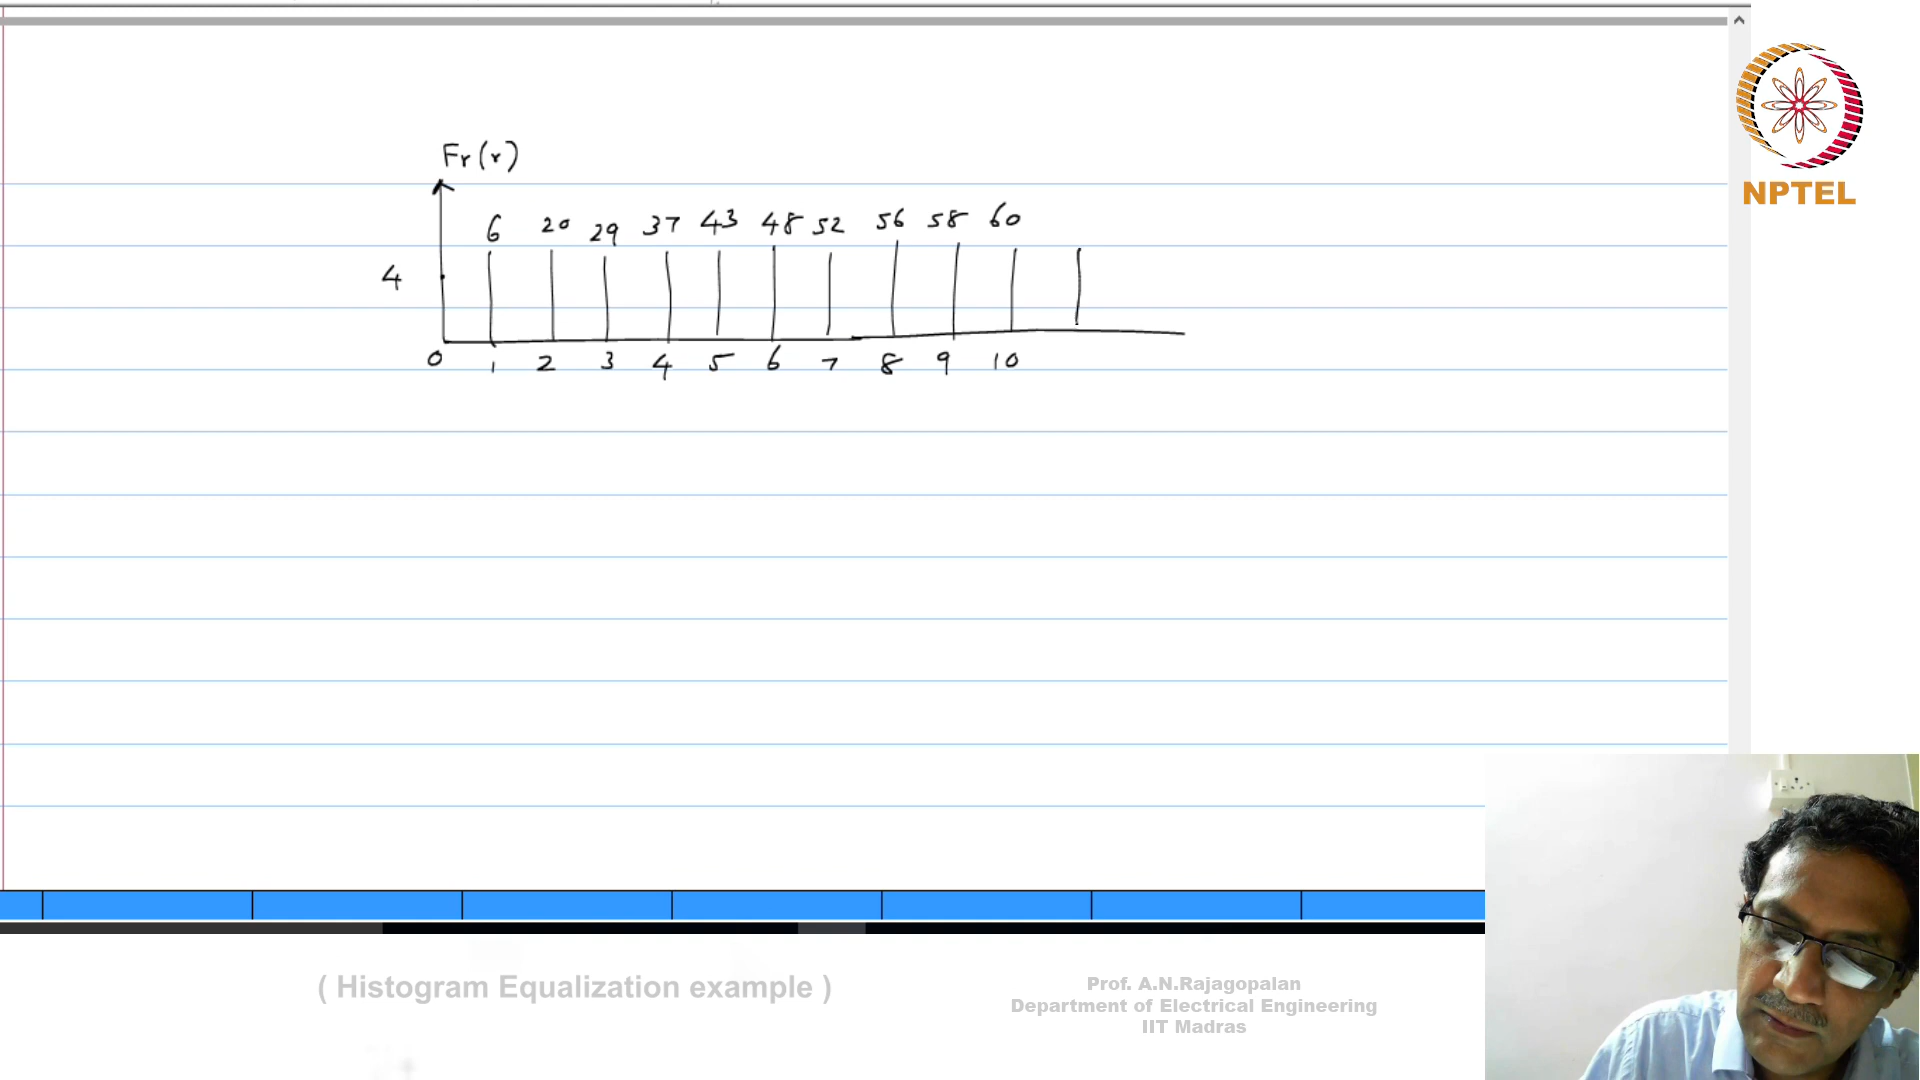 Fr(r)
6 20 29 37 43 48 52 56 58 60
4
0 1 2 3 4 5 6 7 8 9 10
NPTEL
( Histogram Equalization example )
Prof. A.N.Rajagopalan
Department of Electrical Engineering
IIT Madras